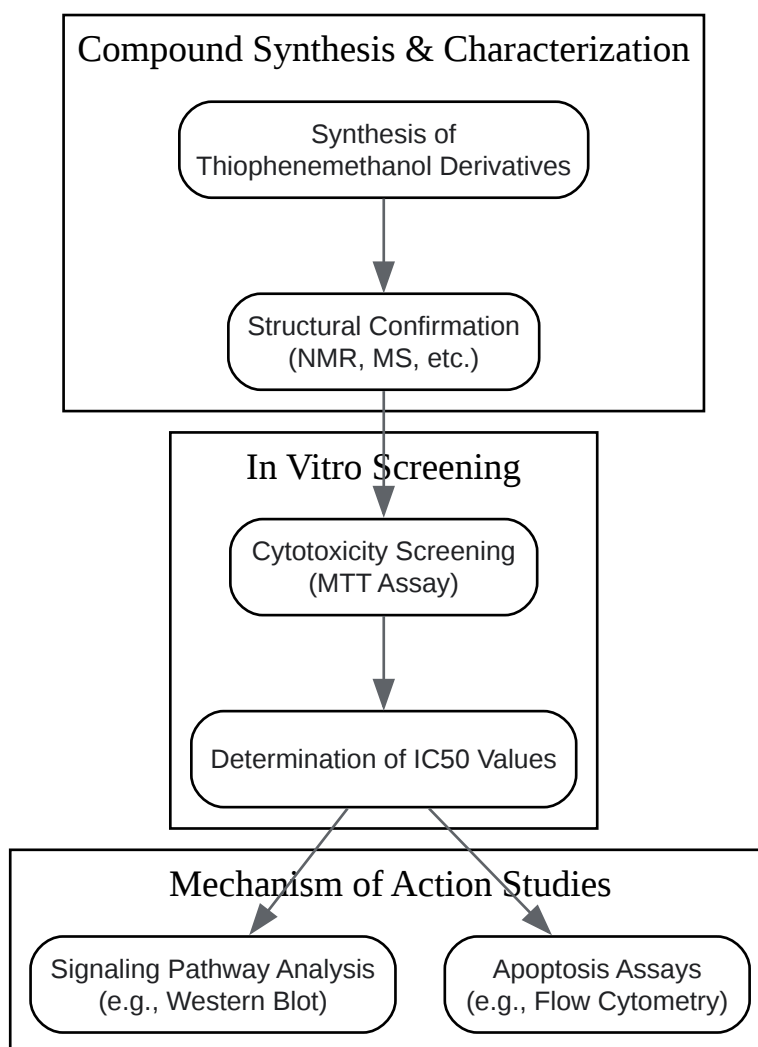 Compound Synthesis & Characterization
Synthesis of
Thiophenemethanol Derivatives
Structural Confirmation
(NMR, MS, etc.)
In Vitro Screening
Cytotoxicity Screening
(MTT Assay)
Determination of IC50 Values
Mechanism of Action Studies
Signaling Pathway Analysis
(e.g., Western Blot)
Apoptosis Assays
(e.g., Flow Cytometry)